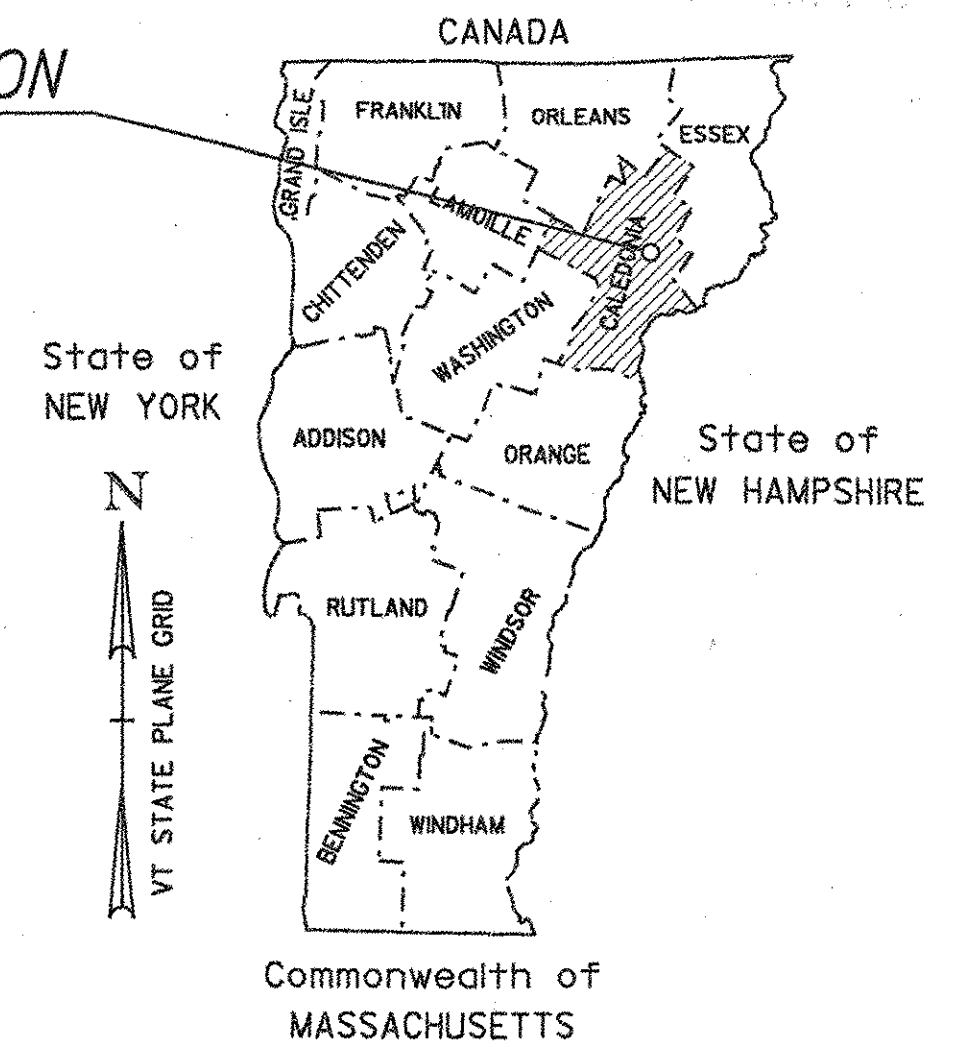 CANADA
ON
FRANKLIN
ORLEANS
ESSEX
GRAND ISLE
LAMOILLE
CALEDONIA
CHITTENDEN
WASHINGTON
State of
NEW YORK
ADDISON
ORANGE
State of
NEW HAMPSHIRE
N
VT STATE PLANE GRID
RUTLAND
WINDSOR
BENNINGTON
WINDHAM
Commonwealth of
MASSACHUSETTS